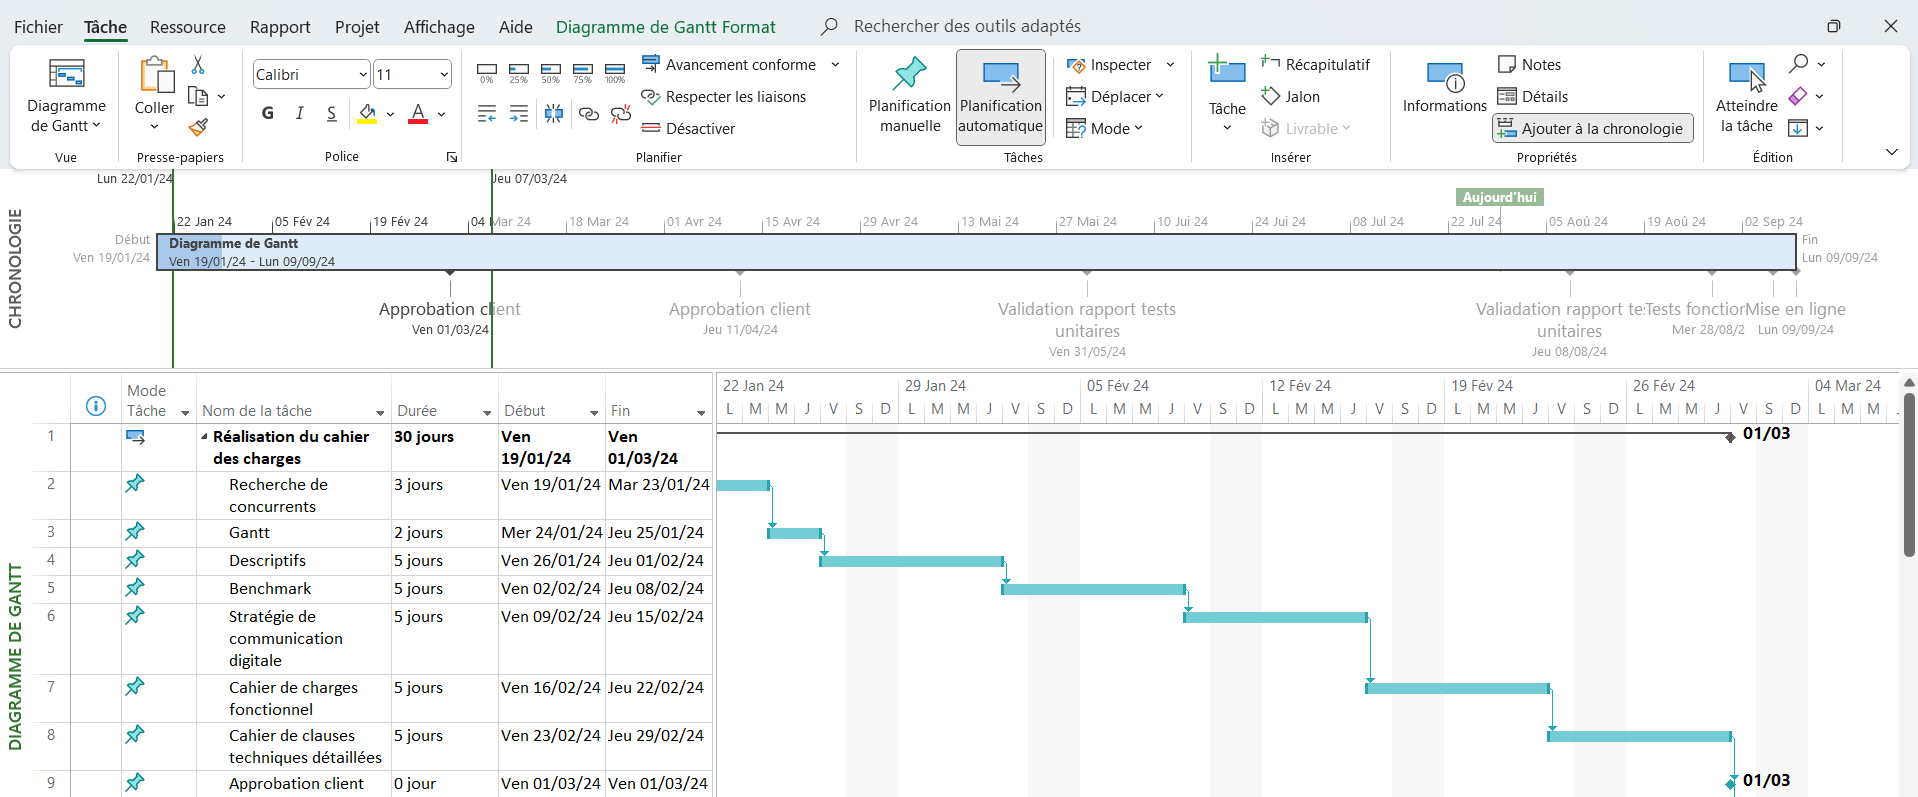 Fichier Tâche Ressource Rapport Projet Affichage Aide Diagramme de Gantt Format Rechercher des outils adaptés
Diagramme de Gantt
Vue
Coller
Presse-papiers
Calibri 11
G I S A
Police
0% 25% 50% 75% 100%
Avancement conforme
Respecter les liaisons
Désactiver
Planifier
Planification manuelle
Planification automatique
Inspecter
Déplacer
Mode
Tâches
Tâche
Récapitulatif
Jalon
Livrable
Insérer
Informations
Notes
Détails
Ajouter à la chronologie
Propriétés
Atteindre la tâche
Édition
CHRONOLOGIE
Lun 22/01/24 Jeu 07/03/24
Aujourd'hui
22 Jan 24 05 Fév 24 19 Fév 24 04 Mar 24 18 Mar 24 01 Avr 24 15 Avr 24 29 Avr 24 13 Mai 24 27 Mai 24 10 Jui 24 24 Jui 24 08 Jul 24 22 Jul 24 05 Aoû 24 19 Aoû 24 02 Sep 24
Début
Ven 19/01/24
Diagramme de Gantt
Ven 19/01/24 - Lun 09/09/24
Fin
Lun 09/09/24
Approbation client
Ven 01/03/24
Approbation client
Jeu 11/04/24
Validation rapport tests
unitaires
Ven 31/05/24
Valiadation rapport te
unitaires
Jeu 08/08/24
Tests fonction
Mer 28/08/2
Mise en ligne
Lun 09/09/24
DIAGRAMME DE GANTT
Mode Tâche Nom de la tâche Durée Début Fin
22 Jan 24 29 Jan 24 05 Fév 24 12 Fév 24 19 Fév 24 26 Fév 24 04 Mar 24
L M M J V S D L M M J V S D L M M J V S D L M M J V S D L M M J V S D L M M J V S D L M M
1 Réalisation du cahier des charges 30 jours Ven 19/01/24 Ven 01/03/24 01/03
2 Recherche de concurrents 3 jours Ven 19/01/24 Mar 23/01/24
3 Gantt 2 jours Mer 24/01/24 Jeu 25/01/24
4 Descriptifs 5 jours Ven 26/01/24 Jeu 01/02/24
5 Benchmark 5 jours Ven 02/02/24 Jeu 08/02/24
6 Stratégie de communication digitale 5 jours Ven 09/02/24 Jeu 15/02/24
7 Cahier de charges fonctionnel 5 jours Ven 16/02/24 Jeu 22/02/24
8 Cahier de clauses techniques détaillées 5 jours Ven 23/02/24 Jeu 29/02/24
9 Approbation client 0 jour Ven 01/03/24 Ven 01/03/24 01/03